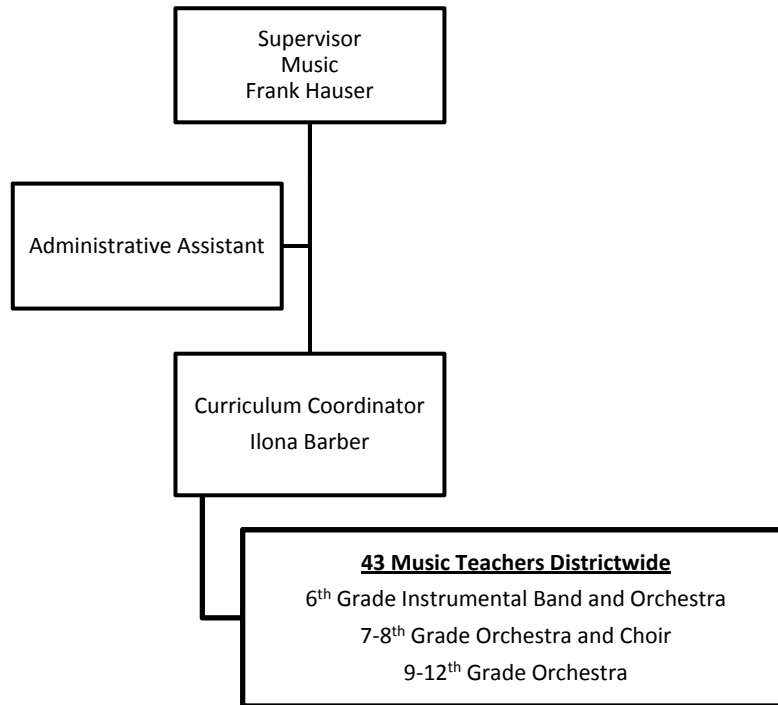 Supervisor
Music
Frank Hauser
Administrative Assistant
Curriculum Coordinator
Ilona Barber
43 Music Teachers Districtwide
6th Grade Instrumental Band and Orchestra
7-8th Grade Orchestra and Choir
9-12th Grade Orchestra